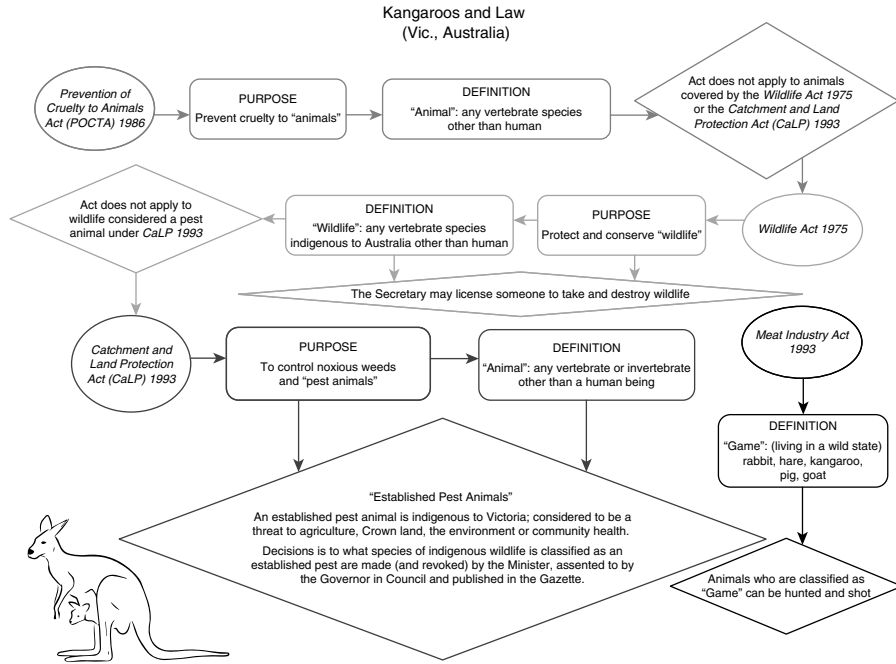 Kangaroos and Law
(Vic., Australia)
Prevention of
Cruelty to Animals
Act (POCTA) 1986
PURPOSE
Prevent cruelty to “animals”
DEFINITION
“Animal”: any vertebrate species
other than human
Act does not apply to animals
covered by the Wildlife Act 1975
or the Catchment and Land
Protection Act (CaLP) 1993
Act does not apply to
wildlife considered a pest
animal under CaLP 1993
DEFINITION
“Wildlife”: any vertebrate species
indigenous to Australia other than human
PURPOSE
Protect and conserve “wildlife”
Wildlife Act 1975
The Secretary may license someone to take and destroy wildlife
Catchment and
Land Protection
Act (CaLP) 1993
PURPOSE
To control noxious weeds
and “pest animals”
DEFINITION
“Animal”: any vertebrate or invertebrate
other than a human being
Meat Industry Act
1993
DEFINITION
“Game”: (living in a wild state)
rabbit, hare, kangaroo,
pig, goat
“Established Pest Animals”
An established pest animal is indigenous to Victoria; considered to be a
threat to agriculture, Crown land, the environment or community health.
Decisions is to what species of indigenous wildlife is classified as an
established pest are made (and revoked) by the Minister, assented to by
the Governor in Council and published in the Gazette.
Animals who are classified as
“Game” can be hunted and shot